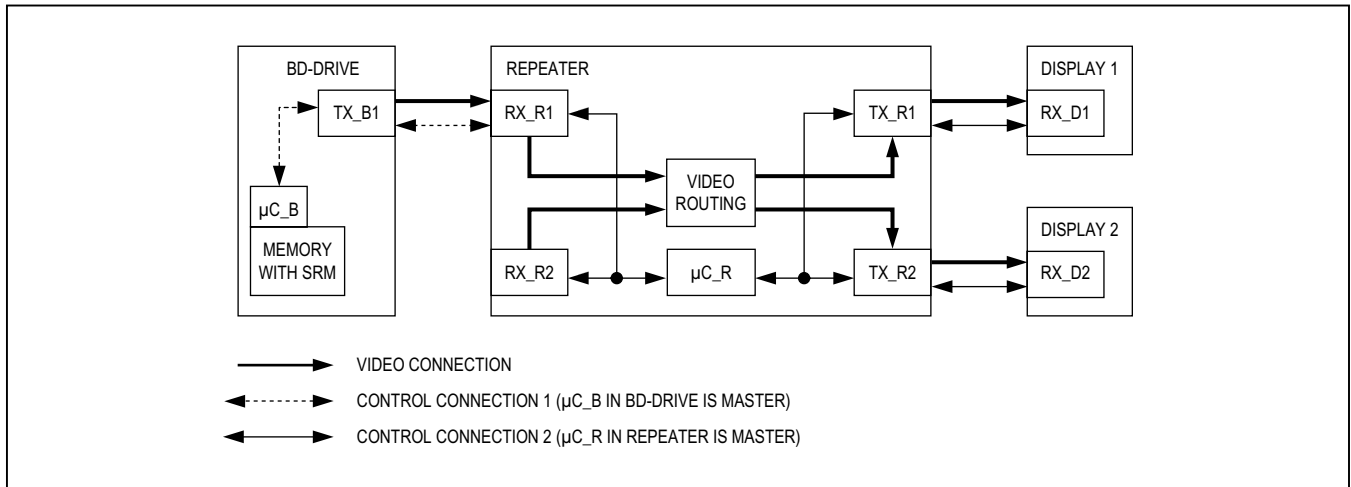 BD-DRIVE
TX_B1
µC_B
MEMORY
WITH SRM
REPEATER
RX_R1
RX_R2
VIDEO
ROUTING
µC_R
TX_R1
TX_R2
DISPLAY 1
RX_D1
DISPLAY 2
RX_D2
VIDEO CONNECTION
CONTROL CONNECTION 1 (µC_B IN BD-DRIVE IS MASTER)
CONTROL CONNECTION 2 (µC_R IN REPEATER IS MASTER)